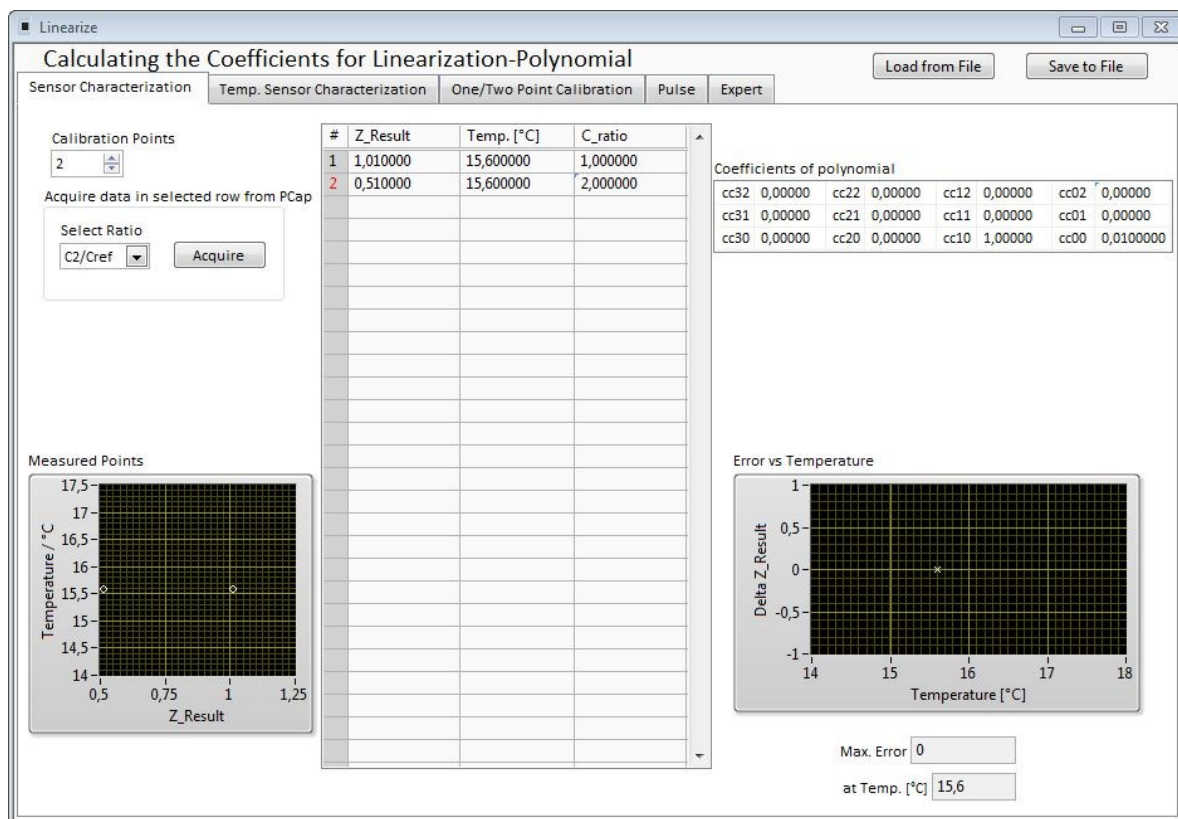 Linearize
Calculating the Coefficients for Linearization-Polynomial
Load from File
Save to File
Sensor Characterization
Temp. Sensor Characterization
One/Two Point Calibration
Pulse
Expert
Calibration Points
2
Acquire data in selected row from PCap
Select Ratio
C2/Cref
Acquire
# Z_Result Temp. [°C] C_ratio
1 1,010000 15,600000 1,000000
2 0,510000 15,600000 2,000000
Coefficients of polynomial
cc32 0,00000 cc22 0,00000 cc12 0,00000 cc02 0,00000
cc31 0,00000 cc21 0,00000 cc11 0,00000 cc01 0,00000
cc30 0,00000 cc20 0,00000 cc10 1,00000 cc00 0,0100000
Measured Points
Temperature / °C
17,5
17
16,5
16
15,5
15
14,5
14
0,5 0,75 1 1,25
Z_Result
Error vs Temperature
Delta Z_Result
1
0,5
0
-0,5
-1
14 15 16 17 18
Temperature [°C]
Max. Error 0
at Temp. [°C] 15,6